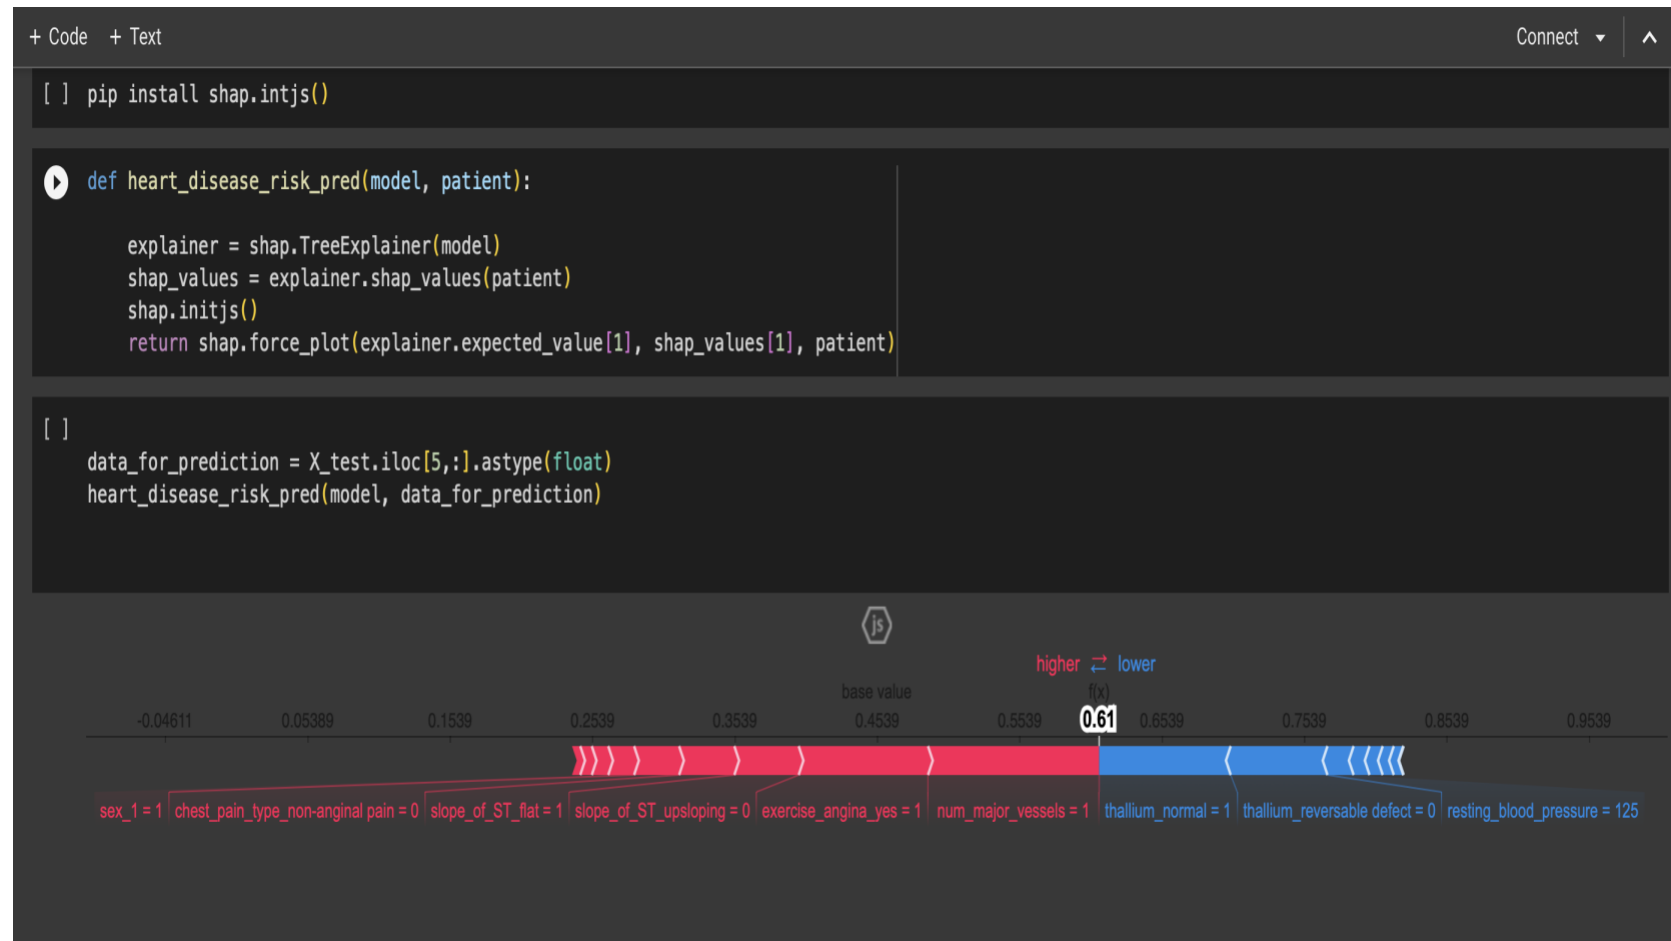 + Code + Text Connect
[ ] pip install shap.intjs()
def heart_disease_risk_pred(model, patient):
explainer = shap.TreeExplainer(model)
shap_values = explainer.shap_values(patient)
shap.initjs()
return shap.force_plot(explainer.expected_value[1], shap_values[1], patient)
[ ]
data_for_prediction = X_test.iloc[5,:].astype(float)
heart_disease_risk_pred(model, data_for_prediction)
js
higher lower
base value f(x)
-0.04611 0.05389 0.1539 0.2539 0.3539 0.4539 0.5539 0.61 0.6539 0.7539 0.8539 0.9539
sex_1 = 1 chest_pain_type_non-anginal pain = 0 slope_of_ST_flat = 1 slope_of_ST_upsloping = 0 exercise_angina_yes = 1 num_major_vessels = 1 thallium_normal = 1 thallium_reversable defect = 0 resting_blood_pressure = 125